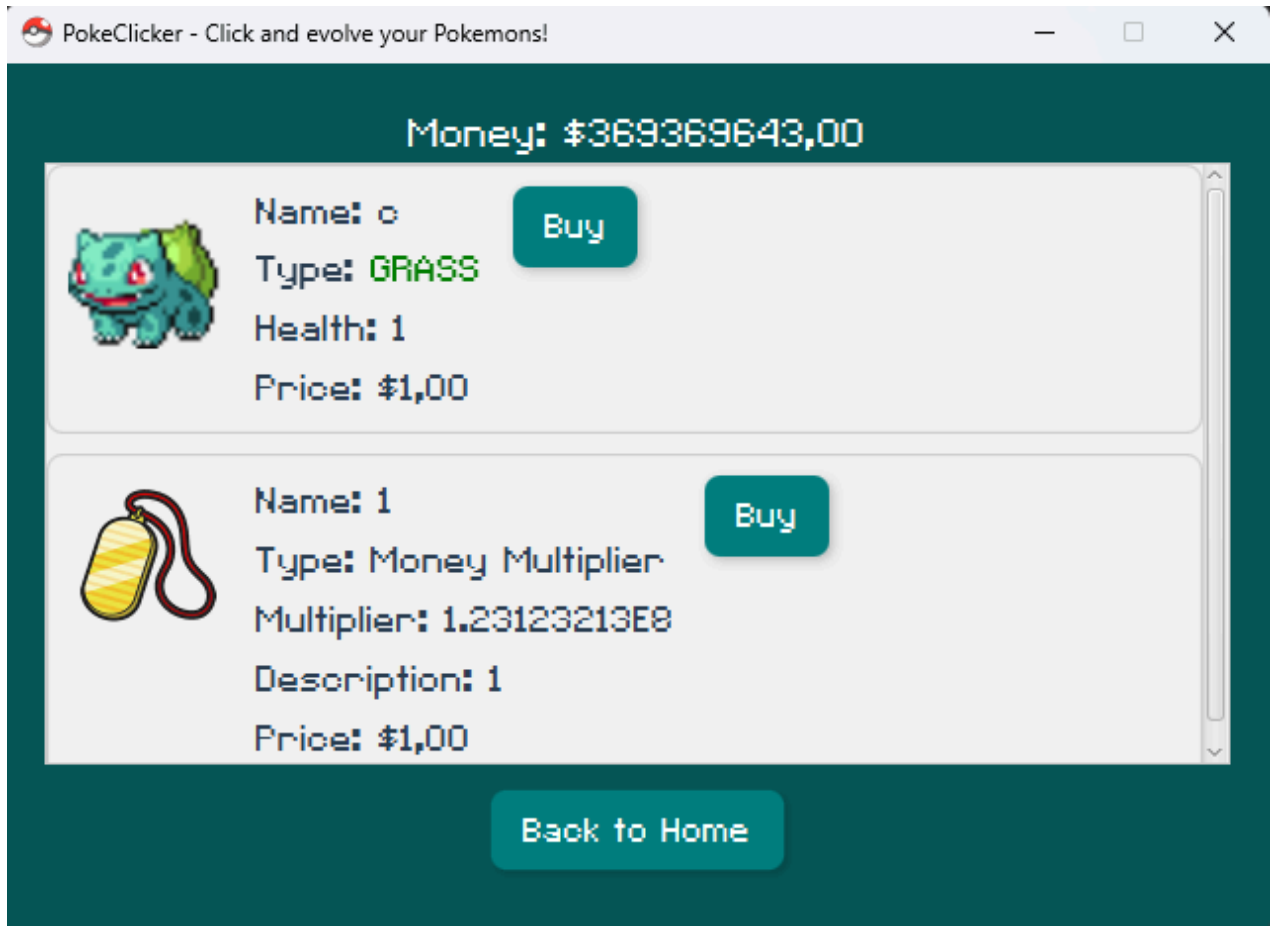 PokeClicker - Click and evolve your Pokemons!
Money: $369369643,00
Name: c
Buy
Type: GRASS
Health: 1
Price: $1,00
Name: 1
Buy
Type: Money Multiplier
Multiplier: 1.23123213E8
Description: 1
Price: $1,00
Back to Home